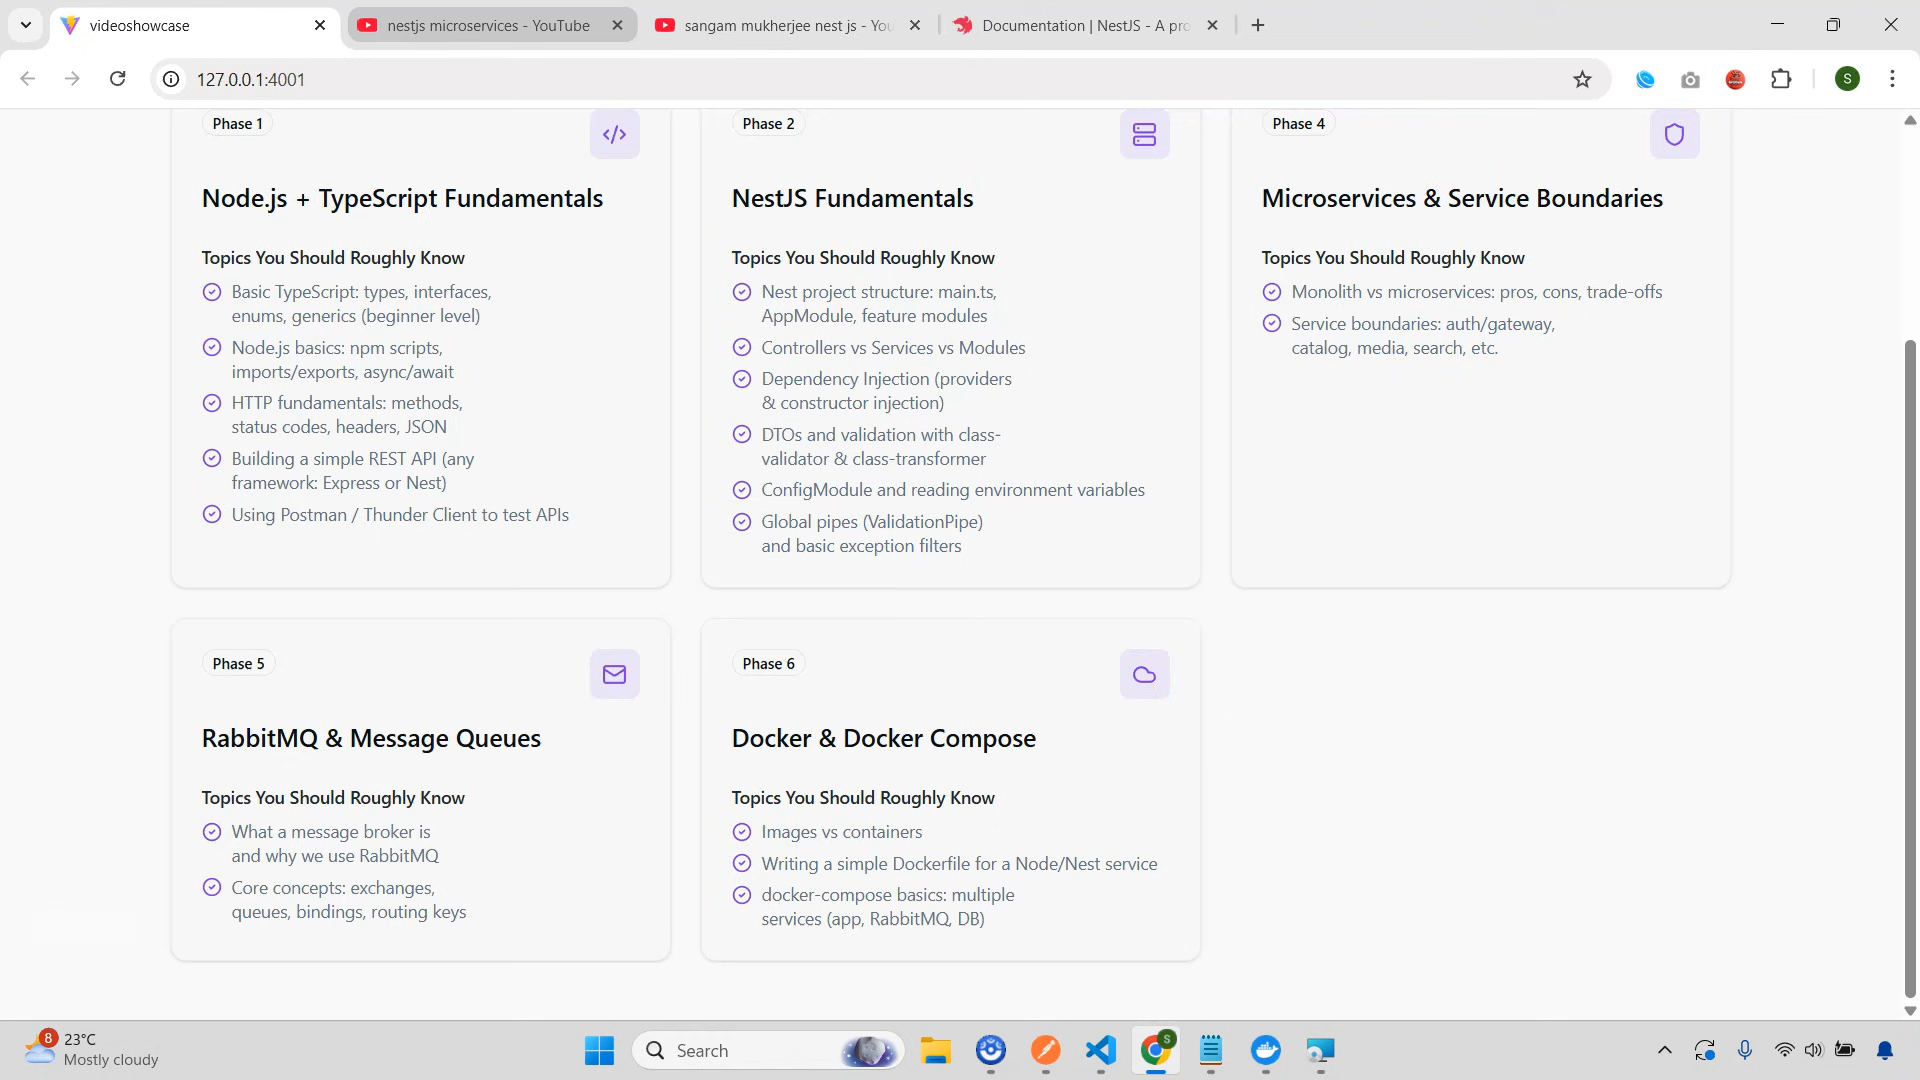 videoshowcase
nestjs microservices - YouTube
sangam mukherjee nest js - You
Documentation | NestJS - A pro
127.0.0.1:4001
S
Phase 1
Node.js + TypeScript Fundamentals
Topics You Should Roughly Know
Basic TypeScript: types, interfaces,
enums, generics (beginner level)
Node.js basics: npm scripts,
imports/exports, async/await
HTTP fundamentals: methods,
status codes, headers, JSON
Building a simple REST API (any
framework: Express or Nest)
Using Postman / Thunder Client to test APIs
Phase 2
NestJS Fundamentals
Topics You Should Roughly Know
Nest project structure: main.ts,
AppModule, feature modules
Controllers vs Services vs Modules
Dependency Injection (providers
& constructor injection)
DTOs and validation with class-
validator & class-transformer
ConfigModule and reading environment variables
Global pipes (ValidationPipe)
and basic exception filters
Phase 4
Microservices & Service Boundaries
Topics You Should Roughly Know
Monolith vs microservices: pros, cons, trade-offs
Service boundaries: auth/gateway,
catalog, media, search, etc.
Phase 5
RabbitMQ & Message Queues
Topics You Should Roughly Know
What a message broker is
and why we use RabbitMQ
Core concepts: exchanges,
queues, bindings, routing keys
Phase 6
Docker & Docker Compose
Topics You Should Roughly Know
Images vs containers
Writing a simple Dockerfile for a Node/Nest service
docker-compose basics: multiple
services (app, RabbitMQ, DB)
8
23°C
Mostly cloudy
Search
S